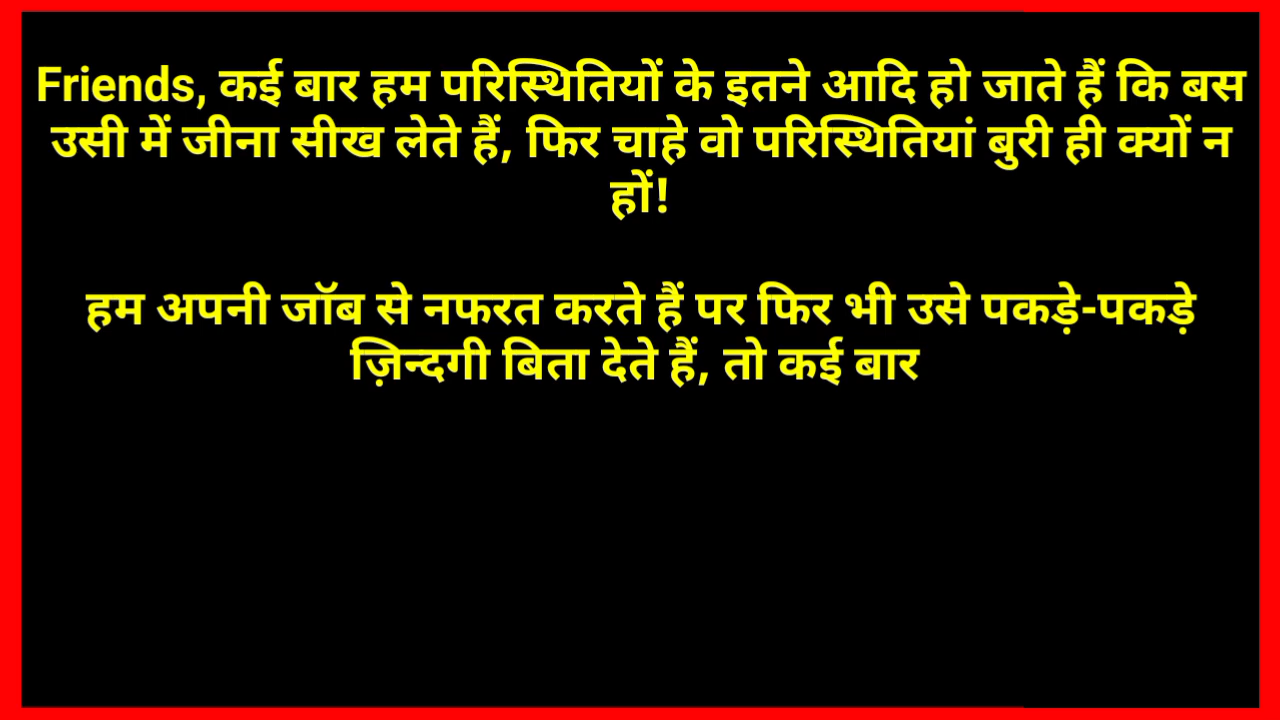 Friends, कई बार हम परिस्थितियों के इतने आदि हो जाते हैं कि बस
उसी में जीना सीख लेते हैं, फिर चाहे वो परिस्थितियां बुरी ही क्यों न
हों!
हम अपनी जॉब से नफरत करते हैं पर फिर भी उसे पकड़े-पकड़े
ज़िन्दगी बिता देते हैं, तो कई बार